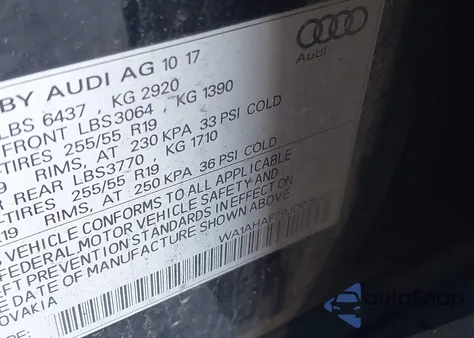 BY AUDI AG 10 17
LBS 6437 , KG 2920
FRONT LBS3064 , KG 1390
TIRES 255/55 R19
RIMS, AT 230 KPA 33 PSI COLD
REAR LBS3770 , KG 1710
TIRES 255/55 R19
R19 RIMS, AT 250 KPA 36 PSI COLD
VEHICLE CONFORMS TO ALL APPLICABLE
FEDERAL MOTOR VEHICLE SAFETY AND
THEFT PREVENTION STANDARDS IN EFFECT ON
DATE OF MANUFACTURE SHOWN ABOVE
OVAKIA
Audi
autoSnap